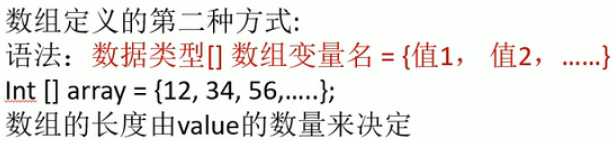 数组定义的第二种方式:
语法：数据类型[] 数组变量名 = {值1， 值2，......}
Int [] array = {12, 34, 56,.....};
数组的长度由value的数量来决定